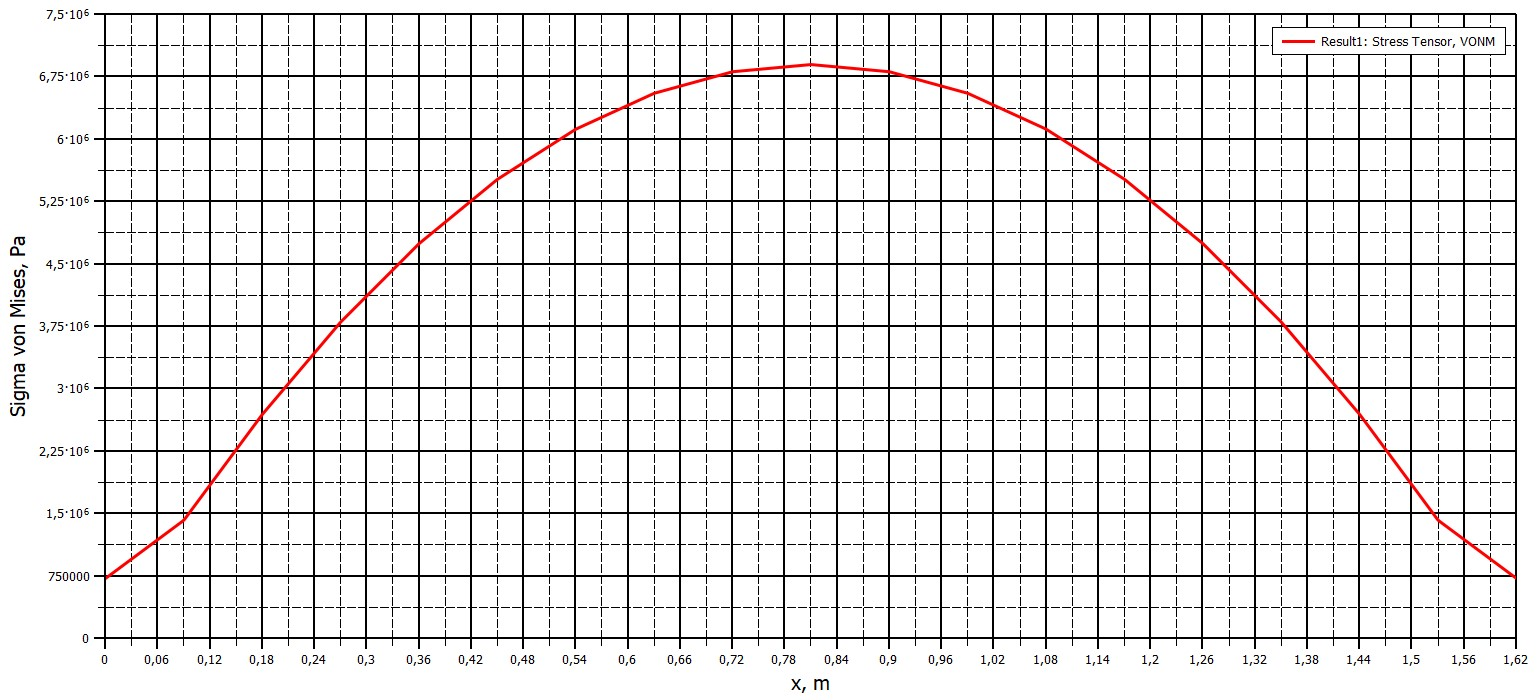 7,5·10⁶
6,75·10⁶
6·10⁶
5,25·10⁶
4,5·10⁶
3,75·10⁶
3·10⁶
2,25·10⁶
1,5·10⁶
750000
0
Sigma von Mises, Pa
Result1: Stress Tensor, VONM
0 0,06 0,12 0,18 0,24 0,3 0,36 0,42 0,48 0,54 0,6 0,66 0,72 0,78 0,84 0,9 0,96 1,02 1,08 1,14 1,2 1,26 1,32 1,38 1,44 1,5 1,56 1,62
x, m